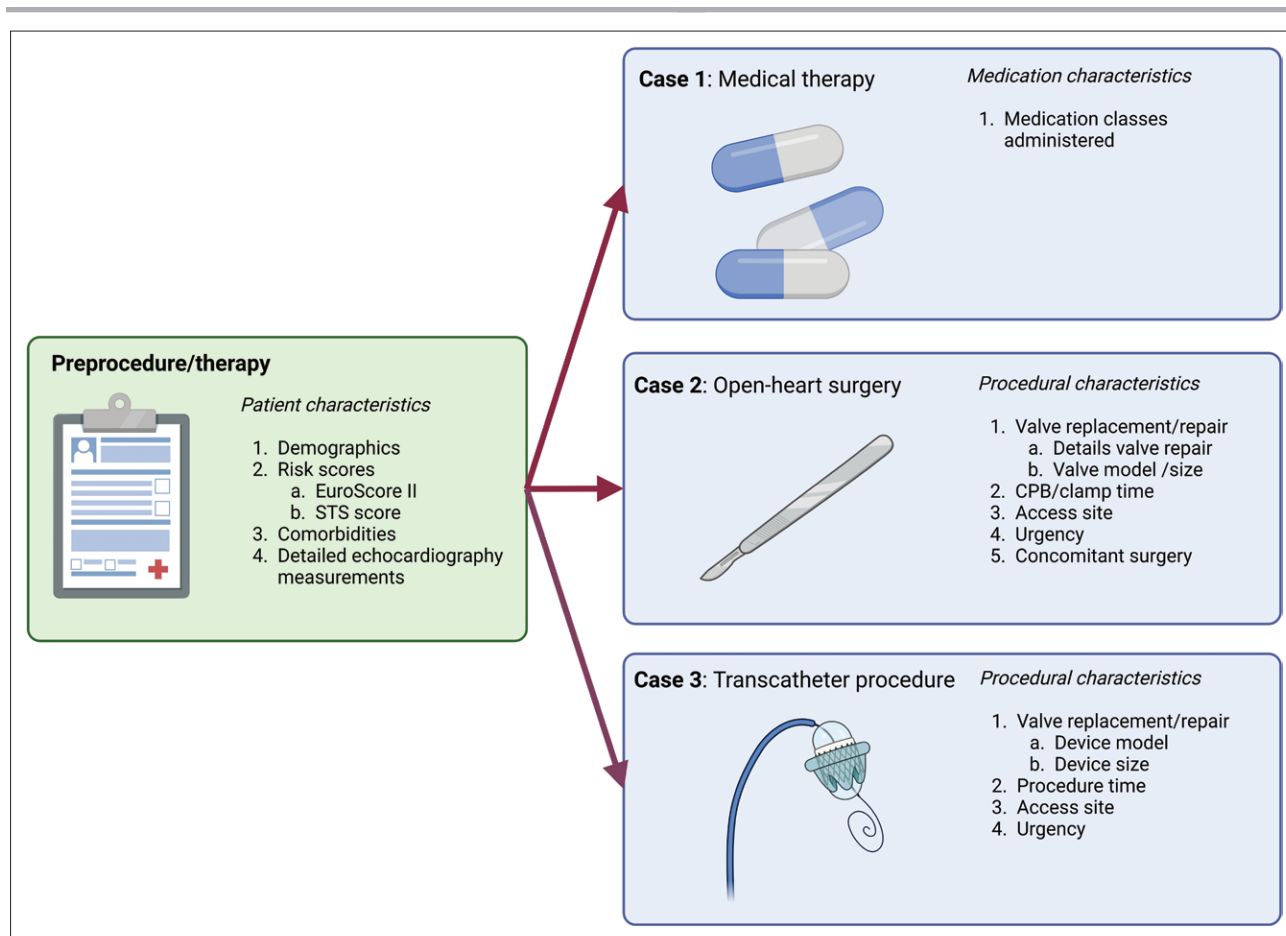 Preprocedure/therapy
Patient characteristics
1. Demographics
2. Risk scores
a. EuroScore II
b. STS score
3. Comorbidities
4. Detailed echocardiography
measurements
Case 1: Medical therapy
Medication characteristics
1. Medication classes
administered
Case 2: Open-heart surgery
Procedural characteristics
1. Valve replacement/repair
a. Details valve repair
b. Valve model /size
2. CPB/clamp time
3. Access site
4. Urgency
5. Concomitant surgery
Case 3: Transcatheter procedure
Procedural characteristics
1. Valve replacement/repair
a. Device model
b. Device size
2. Procedure time
3. Access site
4. Urgency